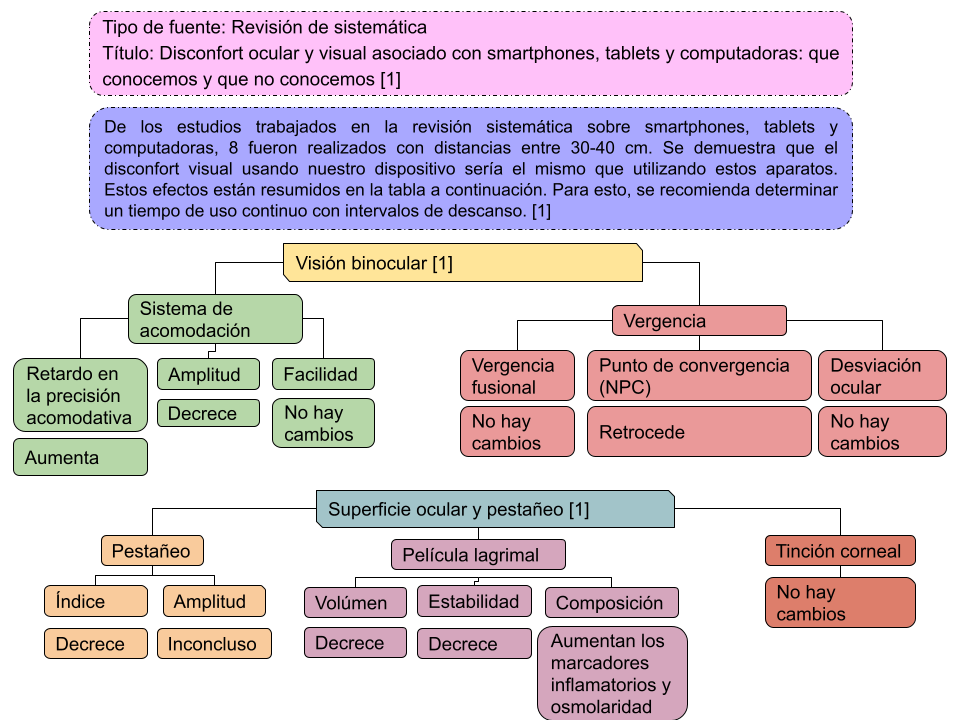 Tipo de fuente: Revisión de sistemática
Título: Disconfort ocular y visual asociado con smartphones, tablets y computadoras: que
conocemos y que no conocemos [1]
De los estudios trabajados en la revisión sistemática sobre smartphones, tablets y
computadoras, 8 fueron realizados con distancias entre 30-40 cm. Se demuestra que el
disconfort visual usando nuestro dispositivo sería el mismo que utilizando estos aparatos.
Estos efectos están resumidos en la tabla a continuación. Para esto, se recomienda determinar
un tiempo de uso continuo con intervalos de descanso. [1]
Visión binocular [1]
Sistema de
acomodación
Vergencia
Retardo en
la precisión
acomodativa
Amplitud
Facilidad
Vergencia
fusional
Punto de convergencia
(NPC)
Desviación
ocular
Aumenta
Decrece
No hay
cambios
No hay
cambios
Retrocede
No hay
cambios
Superficie ocular y pestañeo [1]
Pestañeo
Película lagrimal
Tinción corneal
Índice
Amplitud
Volúmen
Estabilidad
Composición
No hay
cambios
Decrece
Inconcluso
Decrece
Decrece
Aumentan los
marcadores
inflamatorios y
osmolaridad